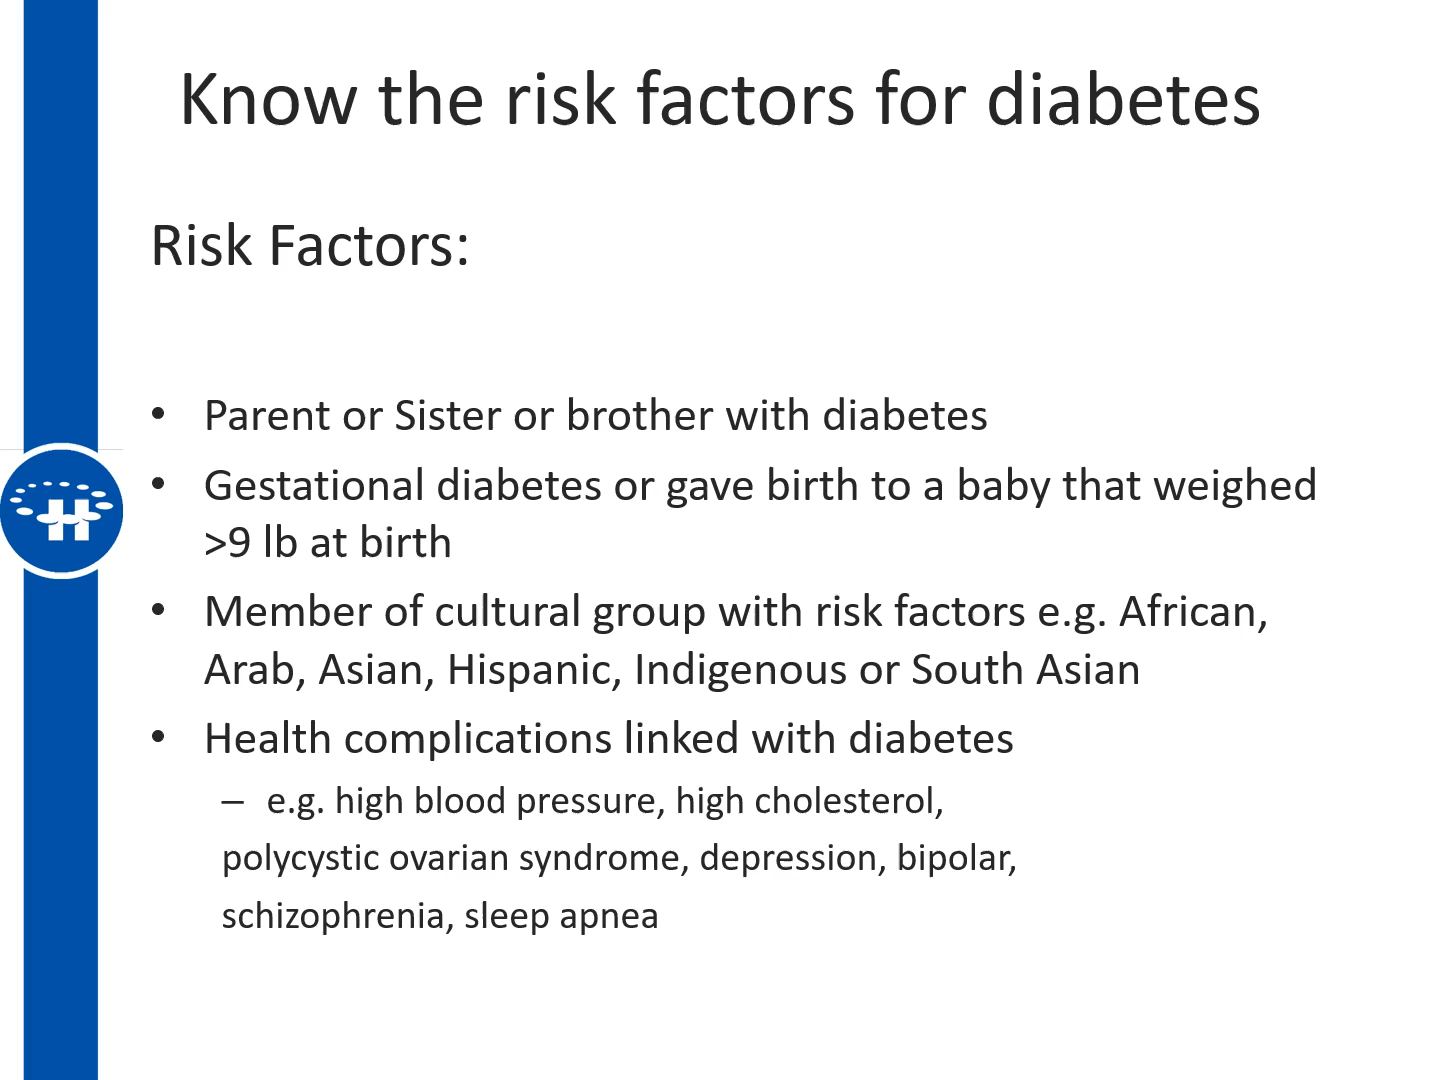 Know the risk factors for diabetes
Risk Factors:
• Parent or Sister or brother with diabetes
• Gestational diabetes or gave birth to a baby that weighed
>9 lb at birth
• Member of cultural group with risk factors e.g. African,
Arab, Asian, Hispanic, Indigenous or South Asian
• Health complications linked with diabetes
– e.g. high blood pressure, high cholesterol,
polycystic ovarian syndrome, depression, bipolar,
schizophrenia, sleep apnea
H